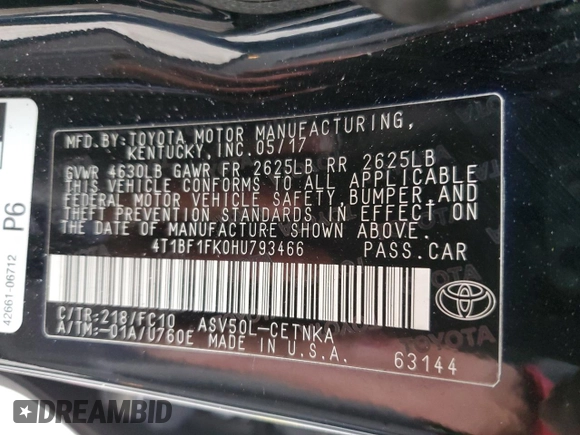 MFD.BY:TOYOTA MOTOR MANUFACTURING,
KENTUCKY, INC.05/17
GVWR 4630LB GAWR FR 2625LB RR 2625LB
THIS VEHICLE CONFORMS TO ALL APPLICABLE
FEDERAL MOTOR VEHICLE SAFETY,BUMPER,AND
THEFT PREVENTION STANDARDS IN EFFECT ON
THE DATE OF MANUFACTURE SHOWN ABOVE.
4T1BF1FK0HU793466 PASS.CAR
C/TR:218/FC10 ASV50L-CETNKA
A/TM:-01A/U760E MADE IN U.S.A.
63144
P6
42661-06712
DREAMBID